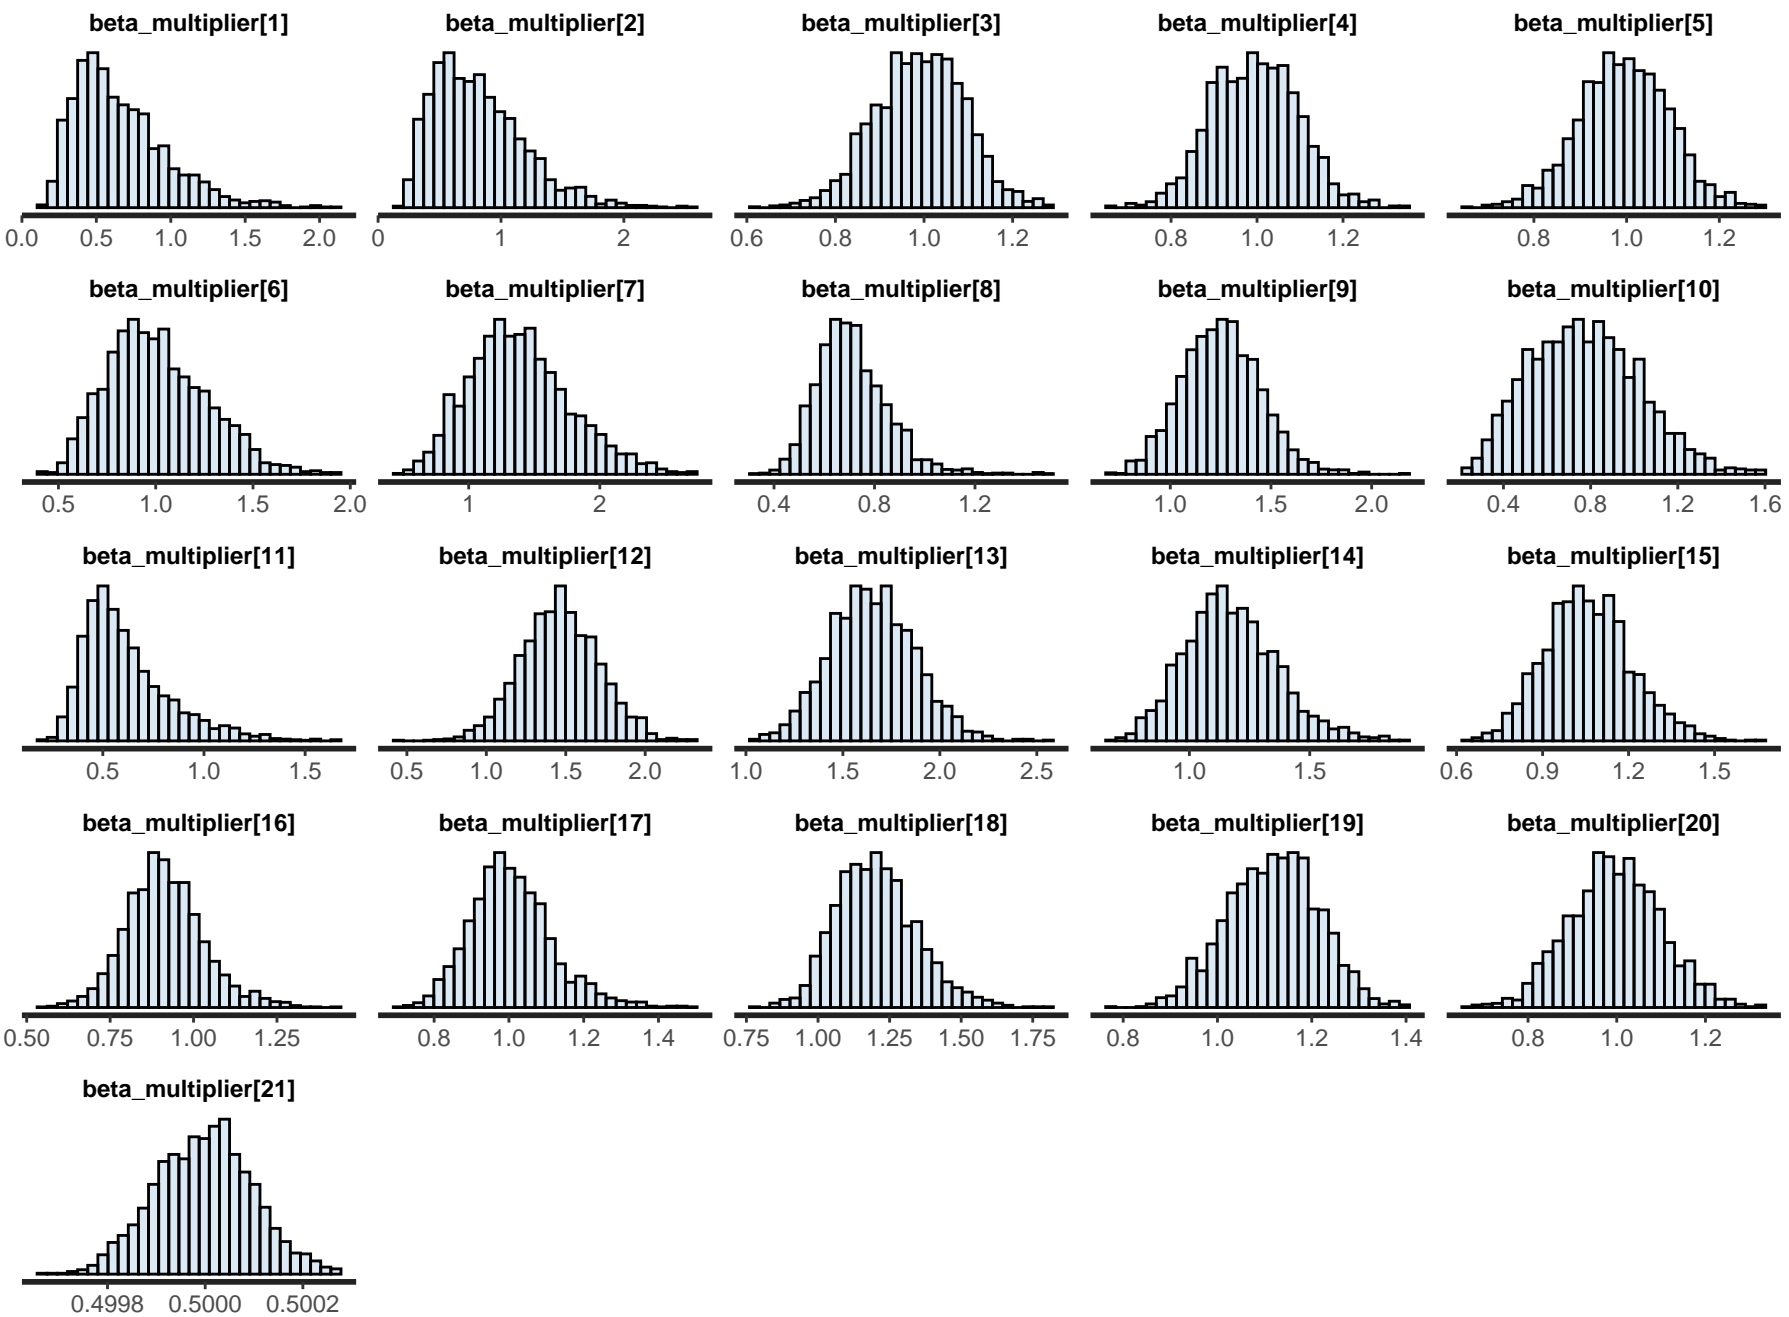 beta_multiplier[1] beta_multiplier[2] beta_multiplier[3] beta_multiplier[4] beta_multiplier[5]
0.0 0.5 1.0 1.5 2.0 0 1 2 0.6 0.8 1.0 1.2 0.8 1.0 1.2 0.8 1.0 1.2
beta_multiplier[6] beta_multiplier[7] beta_multiplier[8] beta_multiplier[9] beta_multiplier[10]
0.5 1.0 1.5 2.0 1 2 0.4 0.8 1.2 1.0 1.5 2.0 0.4 0.8 1.2 1.6
beta_multiplier[11] beta_multiplier[12] beta_multiplier[13] beta_multiplier[14] beta_multiplier[15]
0.5 1.0 1.5 0.5 1.0 1.5 2.0 1.0 1.5 2.0 2.5 1.0 1.5 0.6 0.9 1.2 1.5
beta_multiplier[16] beta_multiplier[17] beta_multiplier[18] beta_multiplier[19] beta_multiplier[20]
0.50 0.75 1.00 1.25 0.8 1.0 1.2 1.4 0.75 1.00 1.25 1.50 1.75 0.8 1.0 1.2 1.4 0.8 1.0 1.2
beta_multiplier[21]
0.4998 0.5000 0.5002